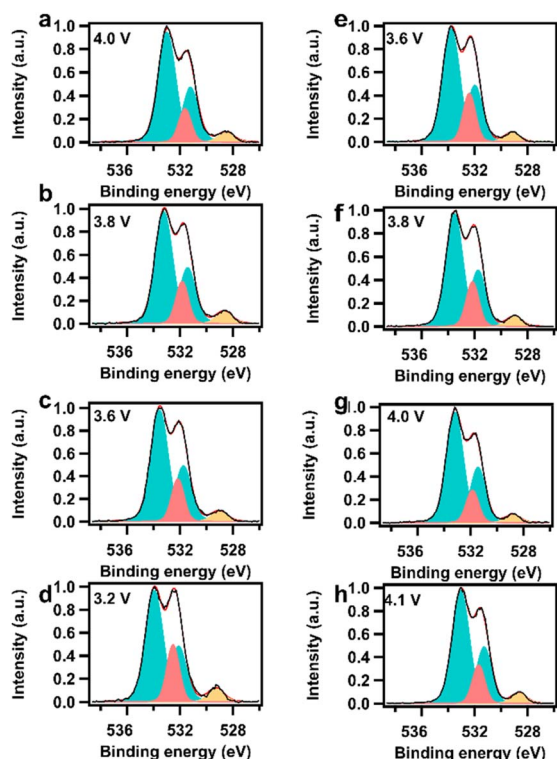 a
4.0 V
Intensity (a.u.)
1.0
0.8
0.6
0.4
0.2
0.0
536
532
528
Binding energy (eV)
b
3.8 V
Intensity (a.u.)
1.0
0.8
0.6
0.4
0.2
0.0
536
532
528
Binding energy (eV)
c
3.6 V
Intensity (a.u.)
1.0
0.8
0.6
0.4
0.2
0.0
536
532
528
Binding energy (eV)
d
3.2 V
Intensity (a.u.)
1.0
0.8
0.6
0.4
0.2
0.0
536
532
528
Binding energy (eV)
e
3.6 V
Intensity (a.u.)
1.0
0.8
0.6
0.4
0.2
0.0
536
532
528
Binding energy (eV)
f
3.8 V
Intensity (a.u.)
1.0
0.8
0.6
0.4
0.2
0.0
536
532
528
Binding energy (eV)
g
4.0 V
Intensity (a.u.)
1.0
0.8
0.6
0.4
0.2
0.0
536
532
528
Binding energy (eV)
h
4.1 V
Intensity (a.u.)
1.0
0.8
0.6
0.4
0.2
0.0
536
532
528
Binding energy (eV)